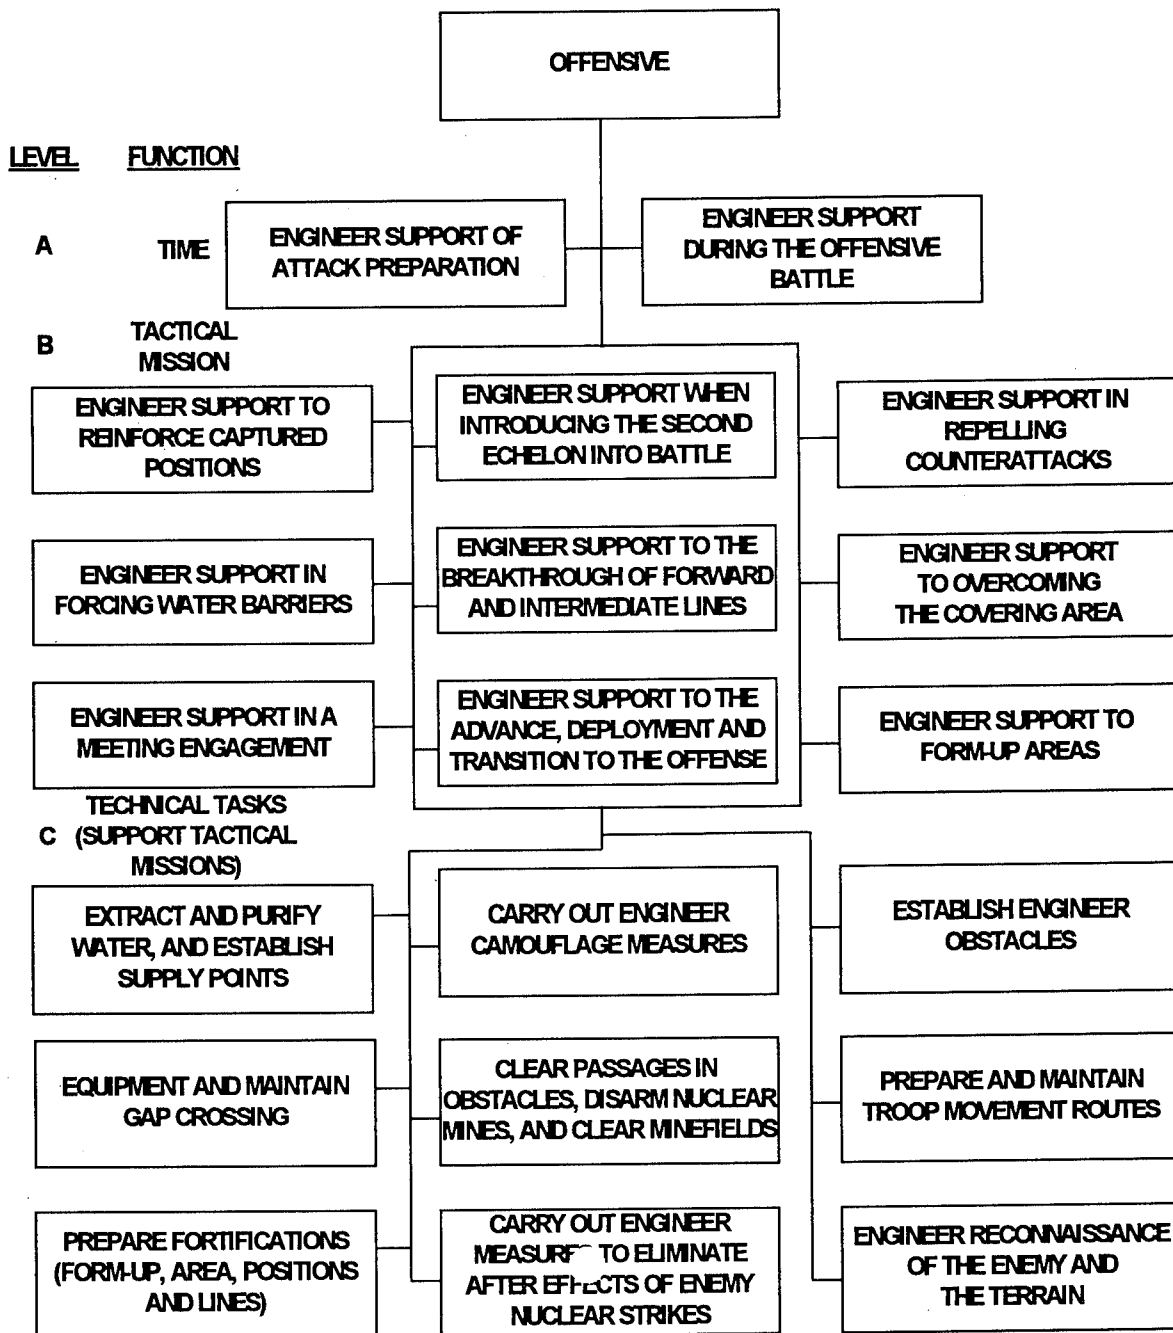 OFFENSIVE
LEVEL FUNCTION
A TIME
ENGINEER SUPPORT OF
ATTACK PREPARATION
ENGINEER SUPPORT
DURING THE OFFENSIVE
BATTLE
B TACTICAL
MISSION
ENGINEER SUPPORT TO
REINFORCE CAPTURED
POSITIONS
ENGINEER SUPPORT WHEN
INTRODUCING THE SECOND
ECHELON INTO BATTLE
ENGINEER SUPPORT IN
REPELLING
COUNTERATTACKS
ENGINEER SUPPORT IN
FORCING WATER BARRIERS
ENGINEER SUPPORT TO THE
BREAKTHROUGH OF FORWARD
AND INTERMEDIATE LINES
ENGINEER SUPPORT
TO OVERCOMING
THE COVERING AREA
ENGINEER SUPPORT IN A
MEETING ENGAGEMENT
ENGINEER SUPPORT TO THE
ADVANCE, DEPLOYMENT AND
TRANSITION TO THE OFFENSE
ENGINEER SUPPORT TO
FORM-UP AREAS
TECHNICAL TASKS
C (SUPPORT TACTICAL
MISSIONS)
EXTRACT AND PURIFY
WATER, AND ESTABLISH
SUPPLY POINTS
CARRY OUT ENGINEER
CAMOUFLAGE MEASURES
ESTABLISH ENGINEER
OBSTACLES
EQUIPMENT AND MAINTAIN
GAP CROSSING
CLEAR PASSAGES IN
OBSTACLES, DISARM NUCLEAR
MINES, AND CLEAR MINEFIELDS
PREPARE AND MAINTAIN
TROOP MOVEMENT ROUTES
PREPARE FORTIFICATIONS
(FORM-UP, AREA, POSITIONS
AND LINES)
CARRY OUT ENGINEER
MEASURES TO ELIMINATE
AFTER EFFECTS OF ENEMY
NUCLEAR STRIKES
ENGINEER RECONNAISSANCE
OF THE ENEMY AND
THE TERRAIN